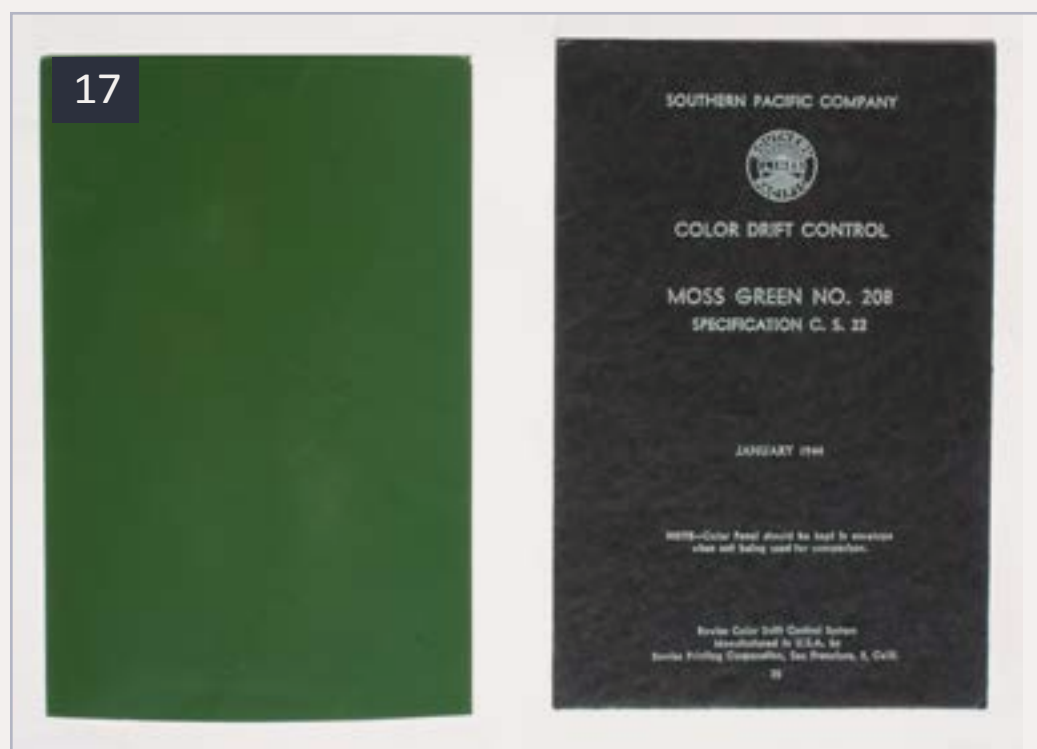 17
SOUTHERN PACIFIC COMPANY
LINES
COLOR DRIFT CONTROL
MOSS GREEN NO. 208
SPECIFICATION C. S. 22
JANUARY 1944
NOTE—Color Panel should be kept in envelope
when not being used for comparison.
Color Drift Control System
Manufactured in U.S.A. by
Printing Corporation, San Francisco, 5, Calif.